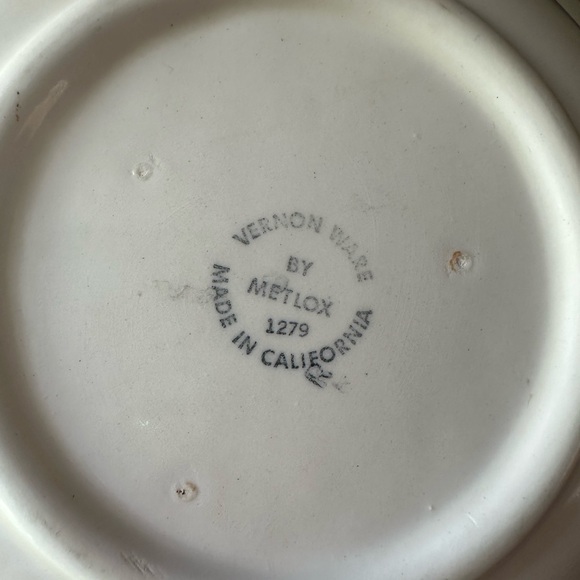 VERNON WARE
BY
METLOX
1279
MADE IN CALIFORNIA